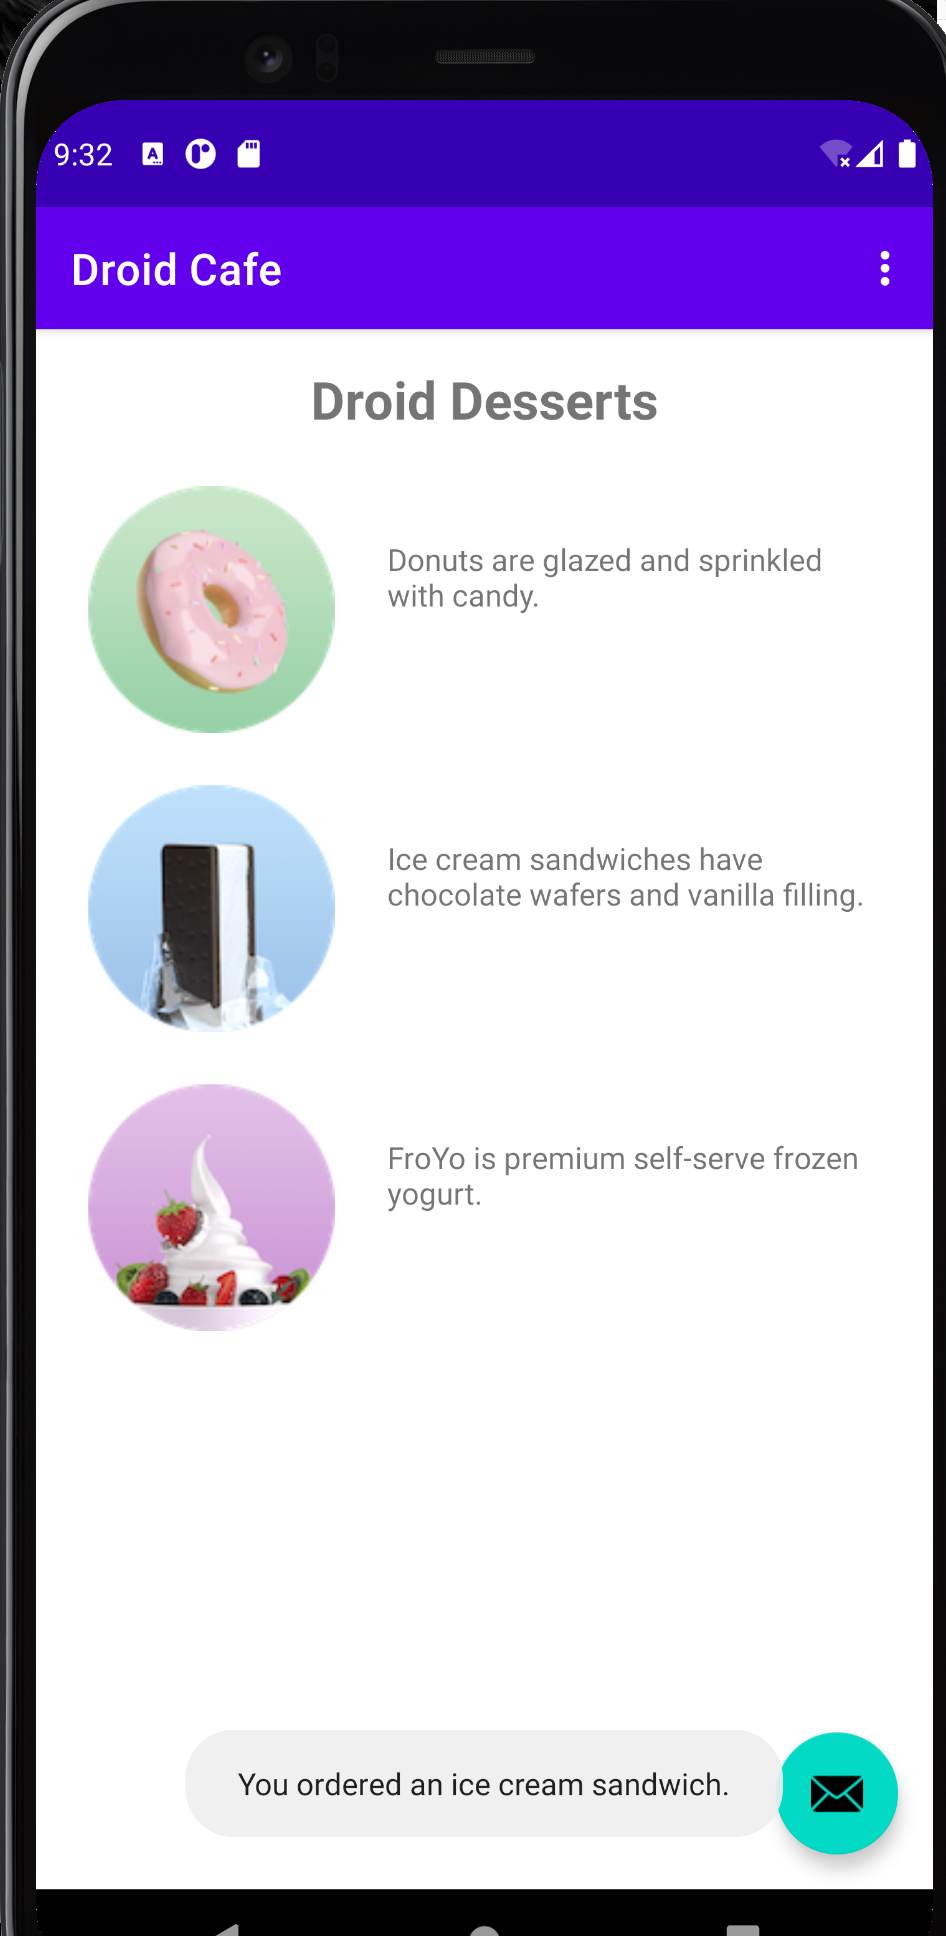 9:32
Droid Cafe
Droid Desserts
Donuts are glazed and sprinkled
with candy.
Ice cream sandwiches have
chocolate wafers and vanilla filling.
FroYo is premium self-serve frozen
yogurt.
You ordered an ice cream sandwich.